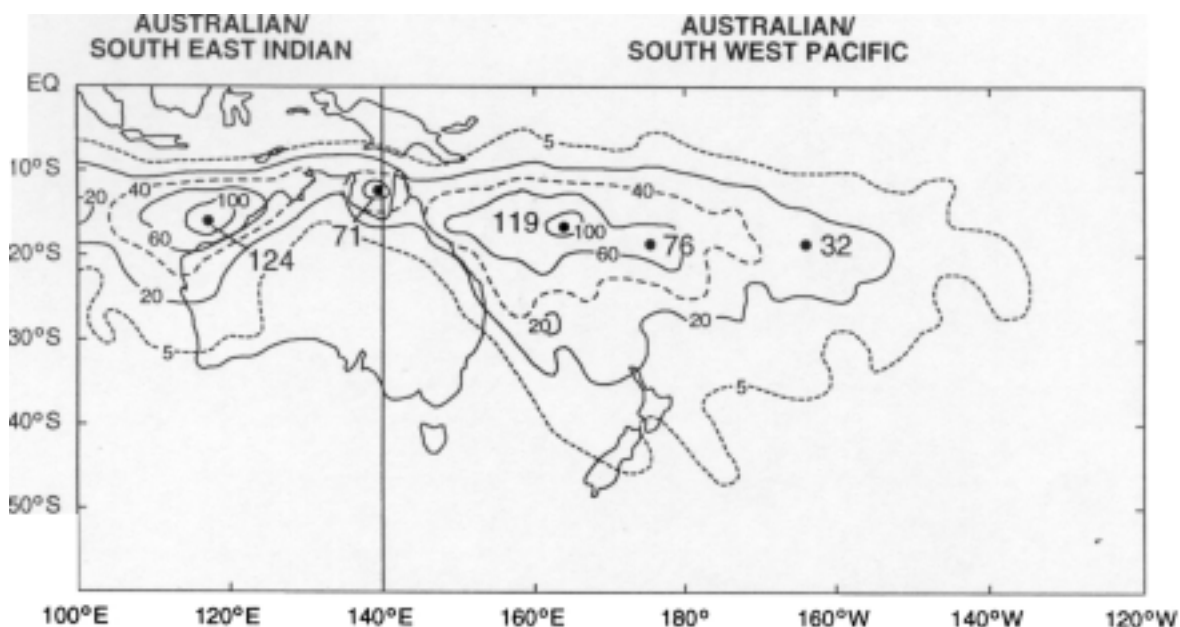 AUSTRALIAN/
SOUTH EAST INDIAN
AUSTRALIAN/
SOUTH WEST PACIFIC
EQ
10°S
20°S
30°S
40°S
50°S
20
40
100
60
124
20
5
71
5
40
119
100
60
76
32
20
20
5
100°E
120°E
140°E
160°E
180°
160°W
140°W
120°W